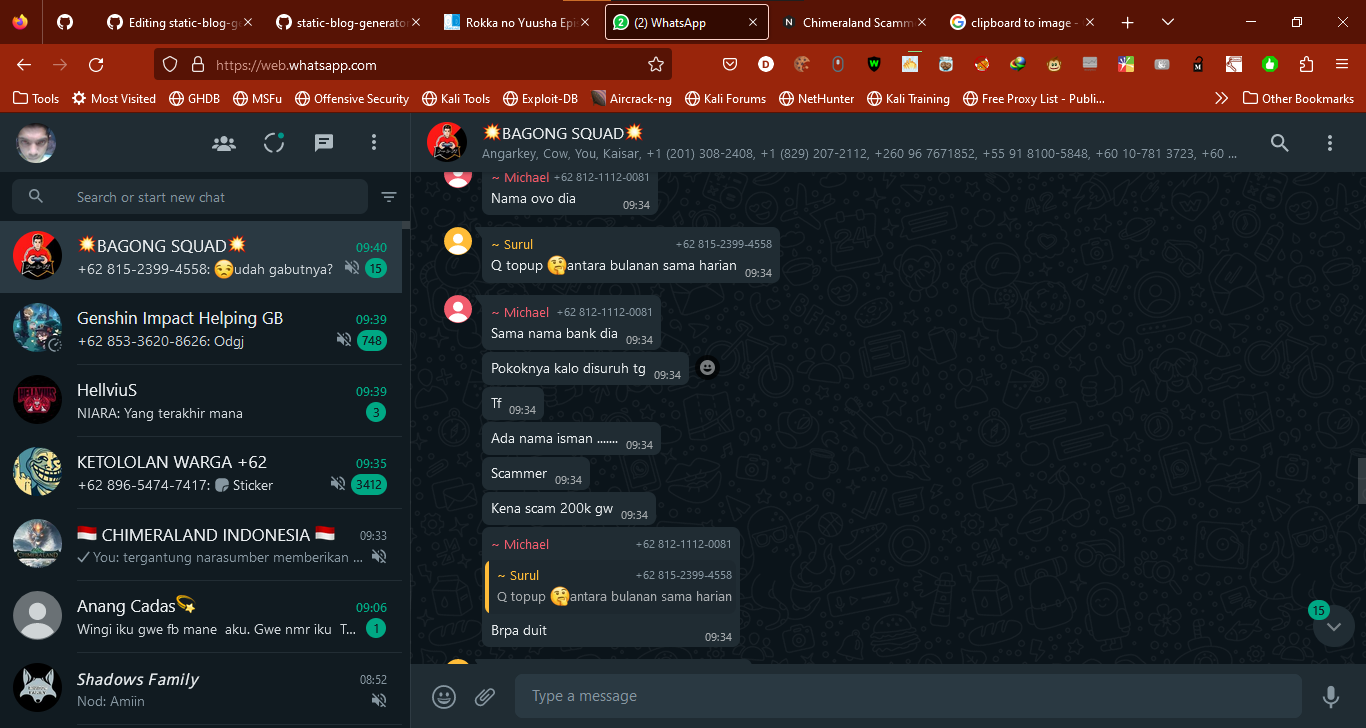 Editing static-blog-ge
static-blog-generator
Rokka no Yuusha Epis
(2) WhatsApp
Chimeraland Scamm
clipboard to image -
https://web.whatsapp.com
Tools
Most Visited
GHDB
MSFu
Offensive Security
Kali Tools
Exploit-DB
Aircrack-ng
Kali Forums
NetHunter
Kali Training
Free Proxy List - Publi...
Other Bookmarks
Search or start new chat
💥BAGONG SQUAD💥
09:40
+62 815-2399-4558: 😒udah gabutnya?
15
Genshin Impact Helping GB
09:39
+62 853-3620-8626: Odgj
748
HellviuS
09:39
NIARA: Yang terakhir mana
3
KETOLOLAN WARGA +62
09:35
+62 896-5474-7417: Sticker
3412
🇮🇩 CHIMERALAND INDONESIA 🇮🇩
09:33
You: tergantung narasumber memberikan ...
Anang Cadas💫
09:06
Wingi iku gwe fb mane aku. Gwe nmr iku T...
1
Shadows Family
08:52
Nod: Amiin
💥BAGONG SQUAD💥
Angarkey, Cow, You, Kaisar, +1 (201) 308-2408, +1 (829) 207-2112, +260 96 7671852, +55 91 8100-5848, +60 10-781 3723, +60 ...
~ Michael +62 812-1112-0081
Nama ovo dia 09:34
~ Surul +62 815-2399-4558
Q topup 🤔antara bulanan sama harian 09:34
~ Michael +62 812-1112-0081
Sama nama bank dia 09:34
Pokoknya kalo disuruh tg 09:34
Tf 09:34
Ada nama isman ....... 09:34
Scammer 09:34
Kena scam 200k gw 09:34
~ Michael +62 812-1112-0081
~ Surul +62 815-2399-4558
Q topup 🤔antara bulanan sama harian
Brpa duit 09:34
15
Type a message